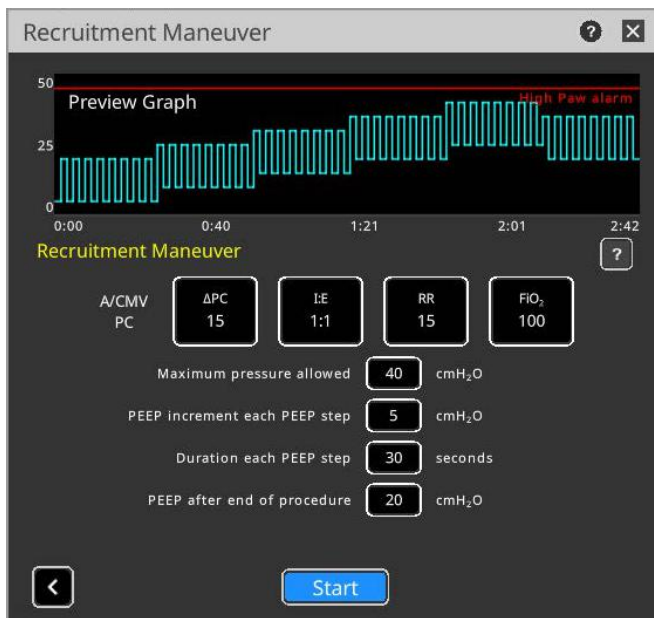 Recruitment Maneuver ? X
50
Preview Graph
High Paw alarm
25
0
0:00 0:40 1:21 2:01 2:42
Recruitment Maneuver ?
A/CMV PC
ΔPC 15
I:E 1:1
RR 15
FiO₂ 100
Maximum pressure allowed 40 cmH₂O
PEEP increment each PEEP step 5 cmH₂O
Duration each PEEP step 30 seconds
PEEP after end of procedure 20 cmH₂O
Start